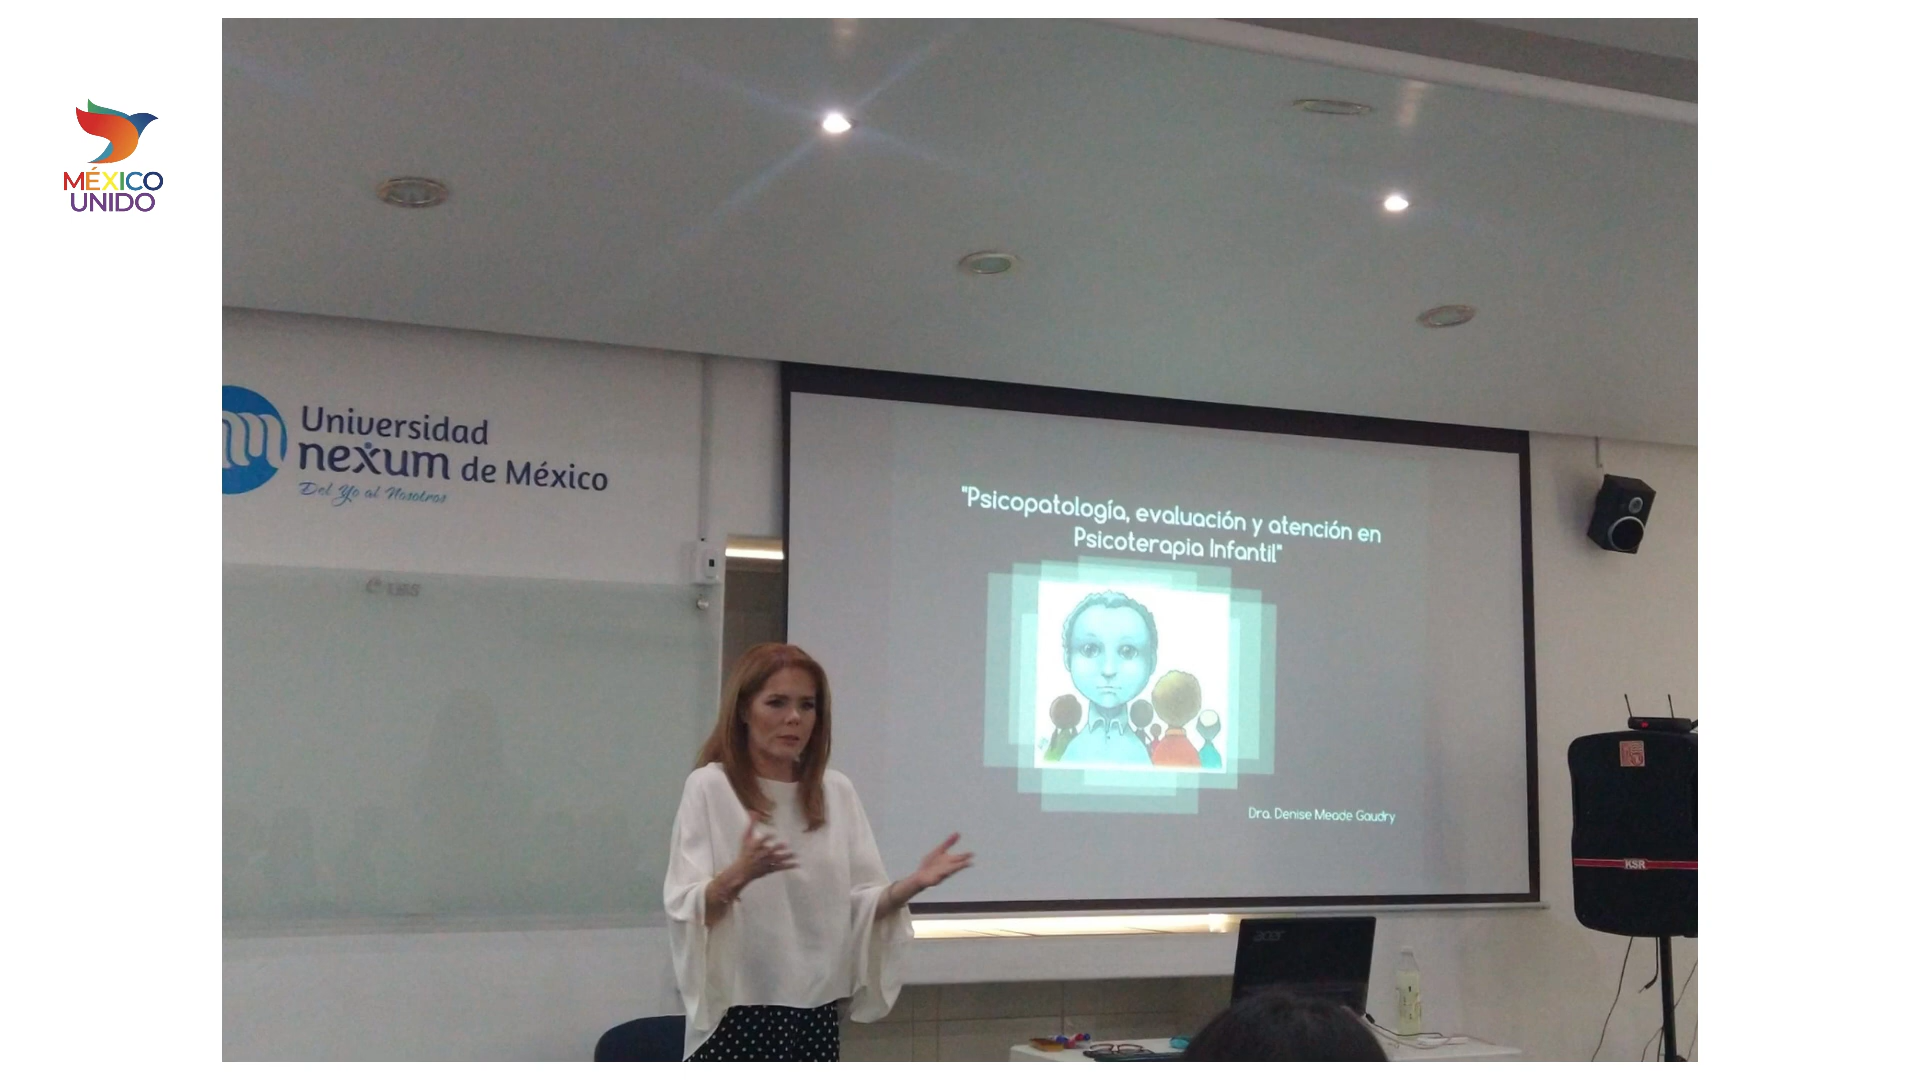 MÉXICO
UNIDO
Universidad
nexum de México
Del Yo al Nosotros
"Psicopatología, evaluación y atención en
Psicoterapia Infantil"
Dra. Denise Meade Gaudry
KSR
acer